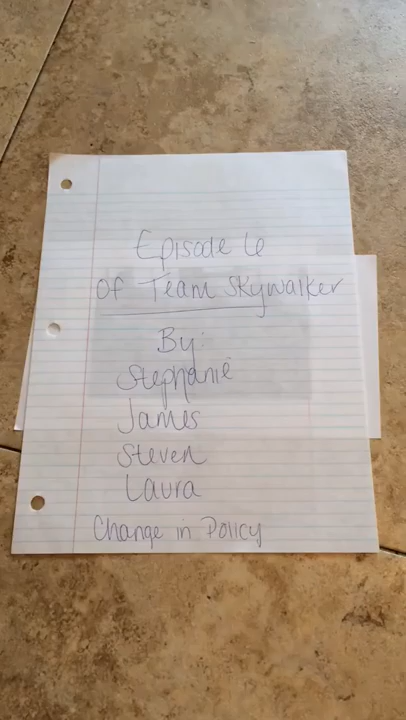 Episode 6
Of Team Skywalker
By:
Stephanie
James
Steven
Laura
Change in Policy